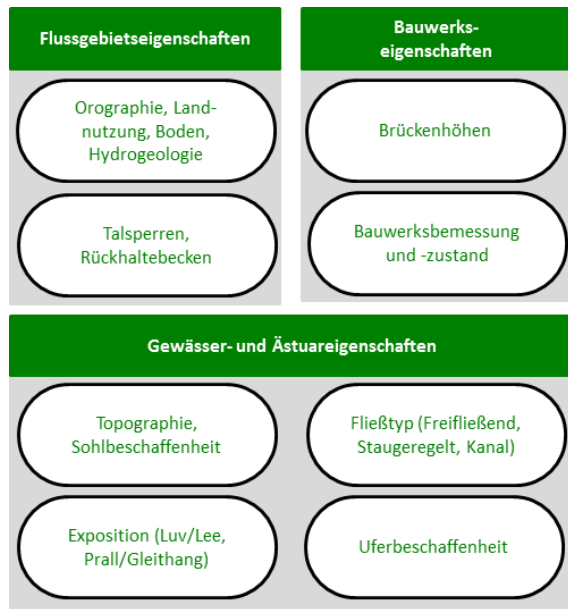 Flussgebietseigenschaften
Orographie, Land-
nutzung, Boden,
Hydrogeologie
Talsperren,
Rückhaltebecken
Bauwerks-
eigenschaften
Brückenhöhen
Bauwerksbemessung
und -zustand
Gewässer- und Ästuareigenschaften
Topographie,
Sohlbeschaffenheit
Fließtyp (Freifließend,
Staugeregelt, Kanal)
Exposition (Luv/Lee,
Prall/Gleithang)
Uferbeschaffenheit